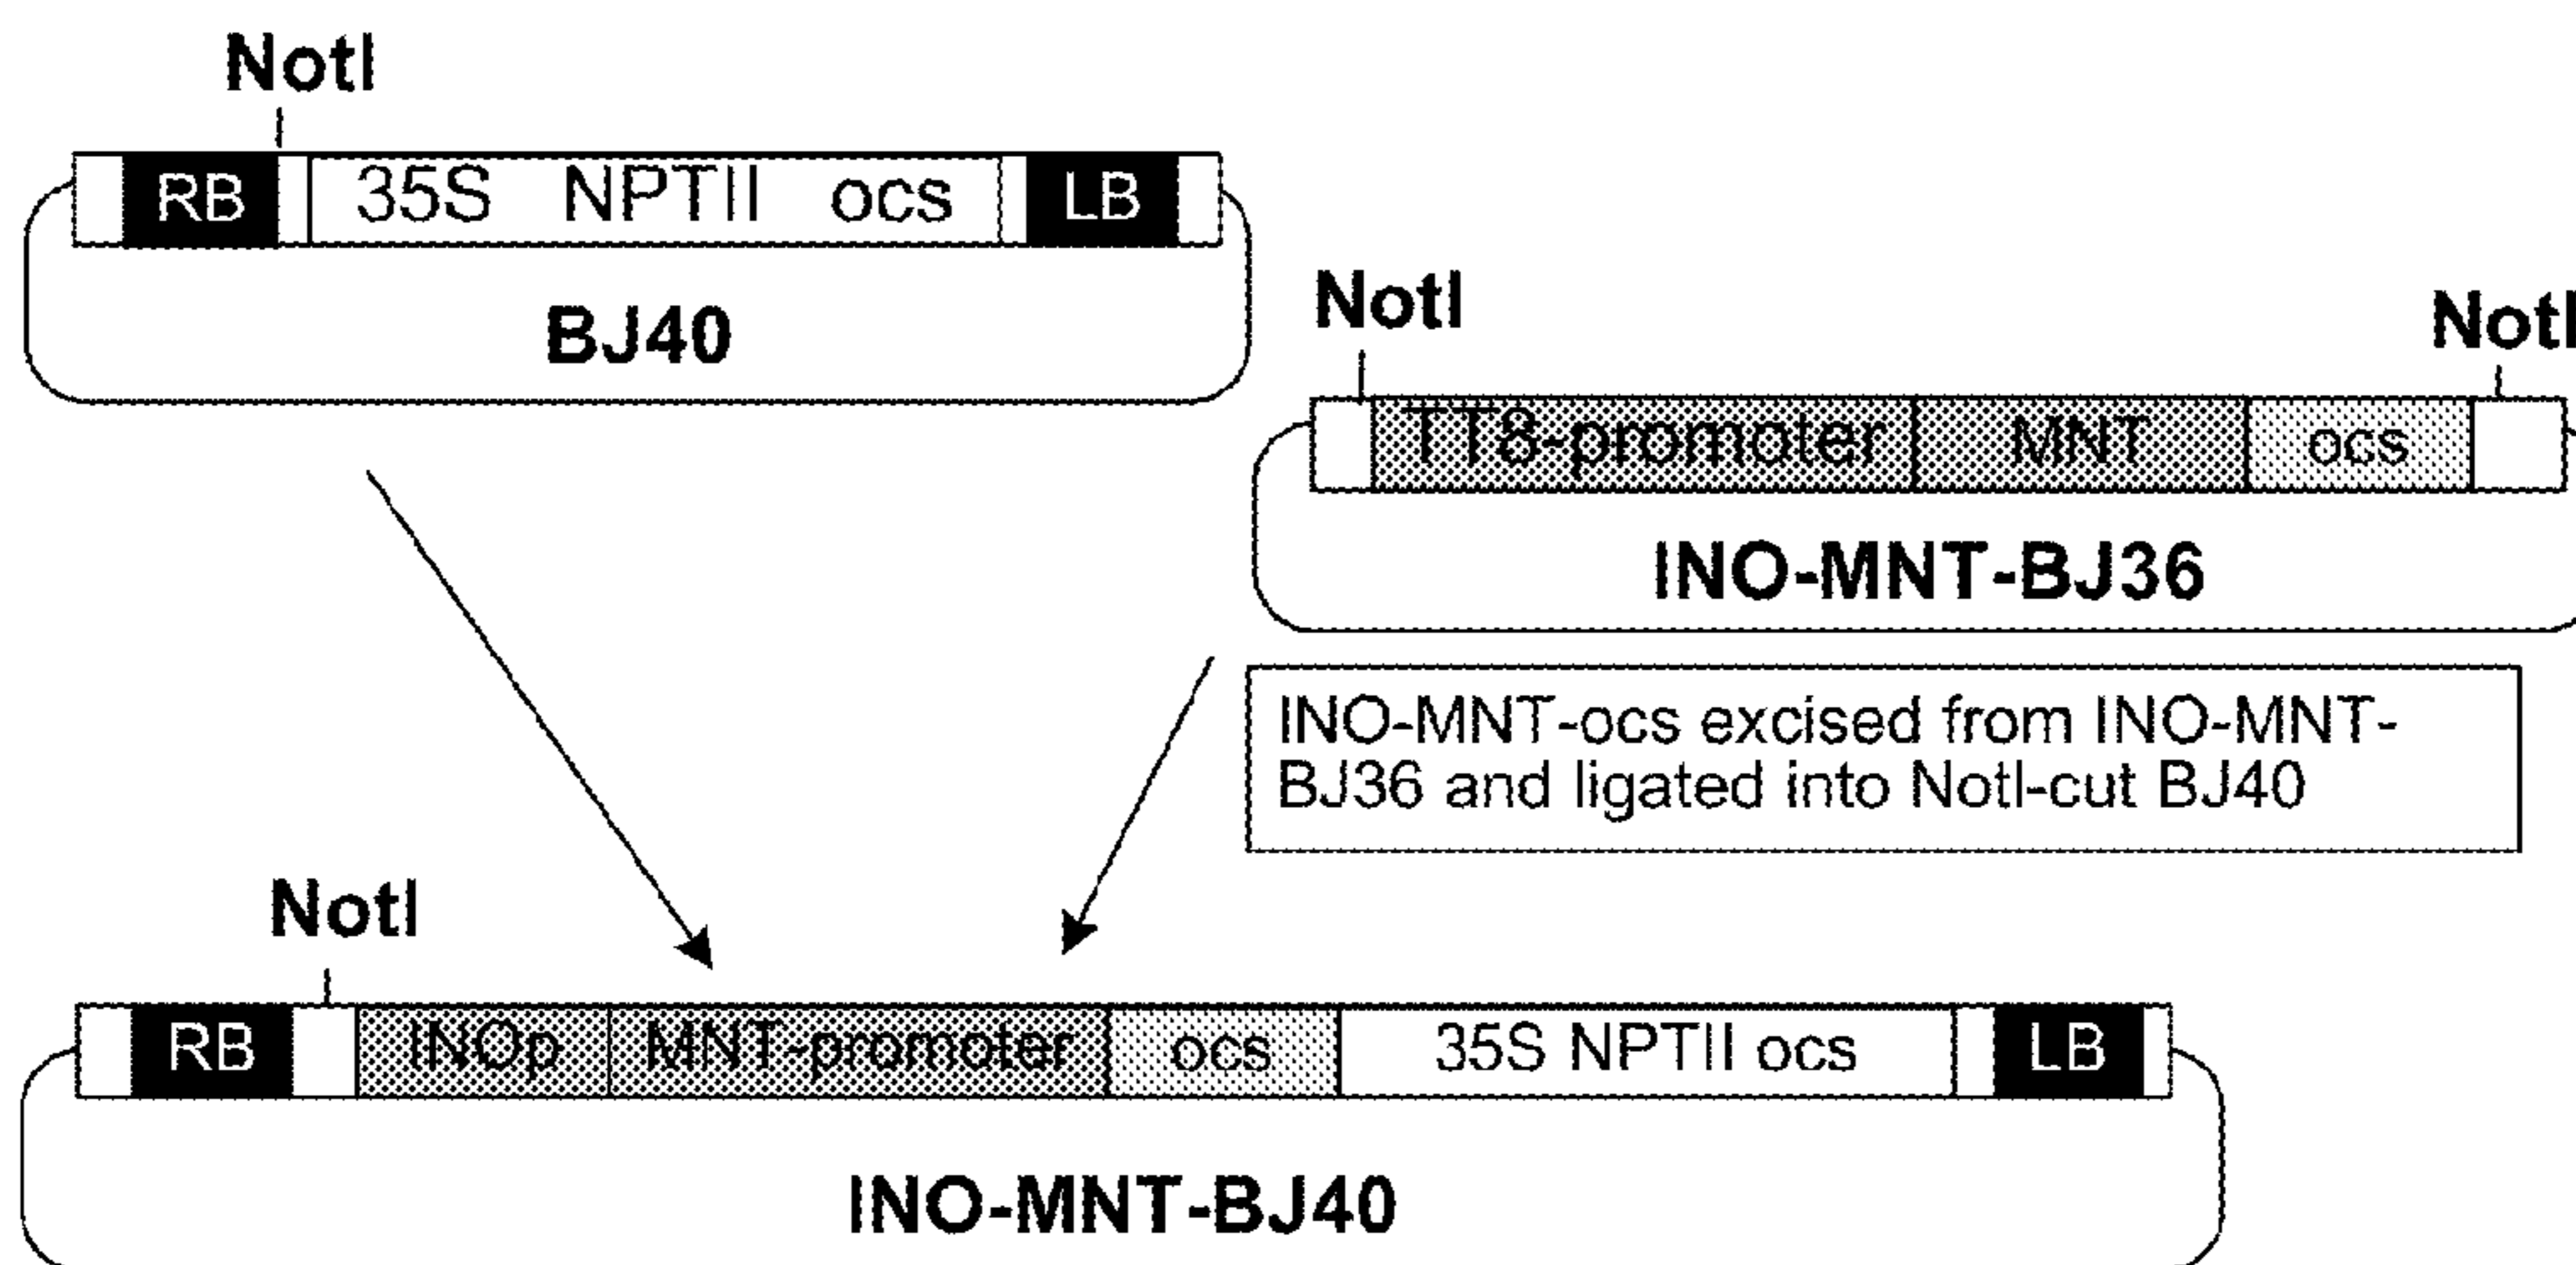 NotI
RB 35S NPTII ocs LB
BJ40
NotI NotI
TT8-promoter MNT ocs
INO-MNT-BJ36
INO-MNT-ocs excised from INO-MNT-
BJ36 and ligated into NotI-cut BJ40
NotI
RB INOp MNT-promoter ocs 35S NPTII ocs LB
INO-MNT-BJ40